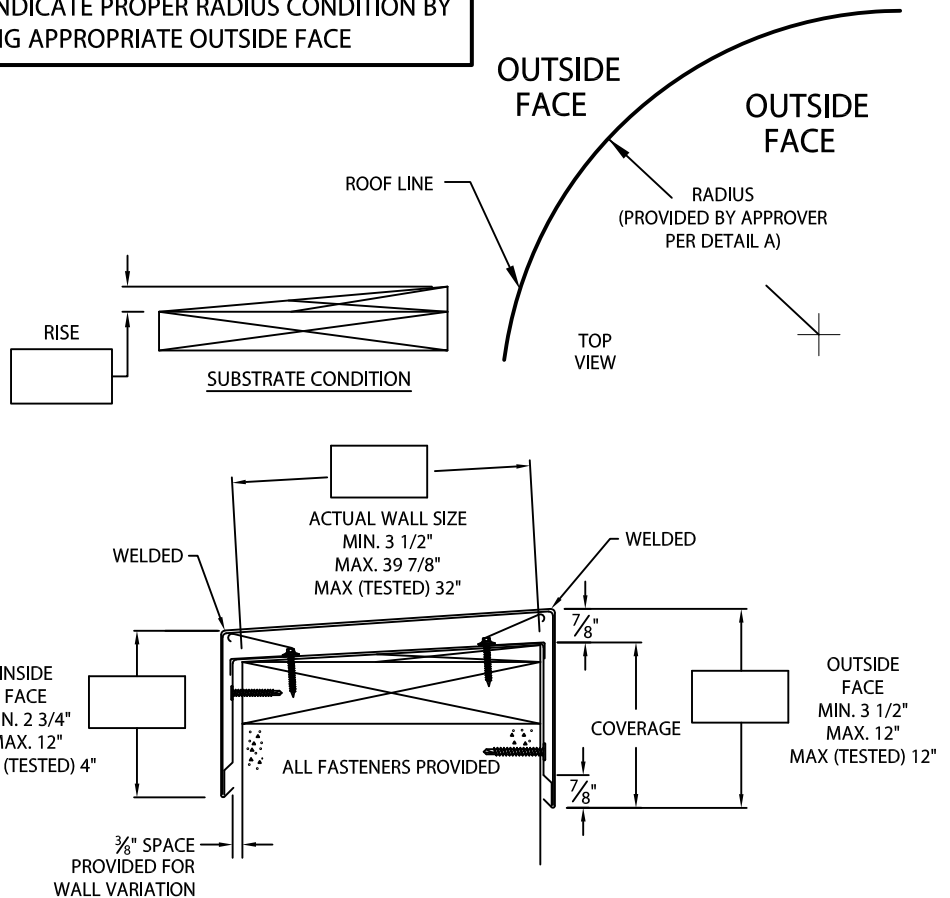 NDICATE PROPER RADIUS CONDITION BY
NG APPROPRIATE OUTSIDE FACE
OUTSIDE
FACE
OUTSIDE
FACE
ROOF LINE
RADIUS
(PROVIDED BY APPROVER
PER DETAIL A)
RISE
SUBSTRATE CONDITION
TOP
VIEW
ACTUAL WALL SIZE
MIN. 3 1/2"
MAX. 39 7/8"
MAX (TESTED) 32"
WELDED
WELDED
7/8"
INSIDE
FACE
N. 2 3/4"
MAX. 12"
(TESTED) 4"
OUTSIDE
FACE
MIN. 3 1/2"
MAX. 12"
MAX (TESTED) 12"
COVERAGE
ALL FASTENERS PROVIDED
7/8"
3/8" SPACE
PROVIDED FOR
WALL VARIATION